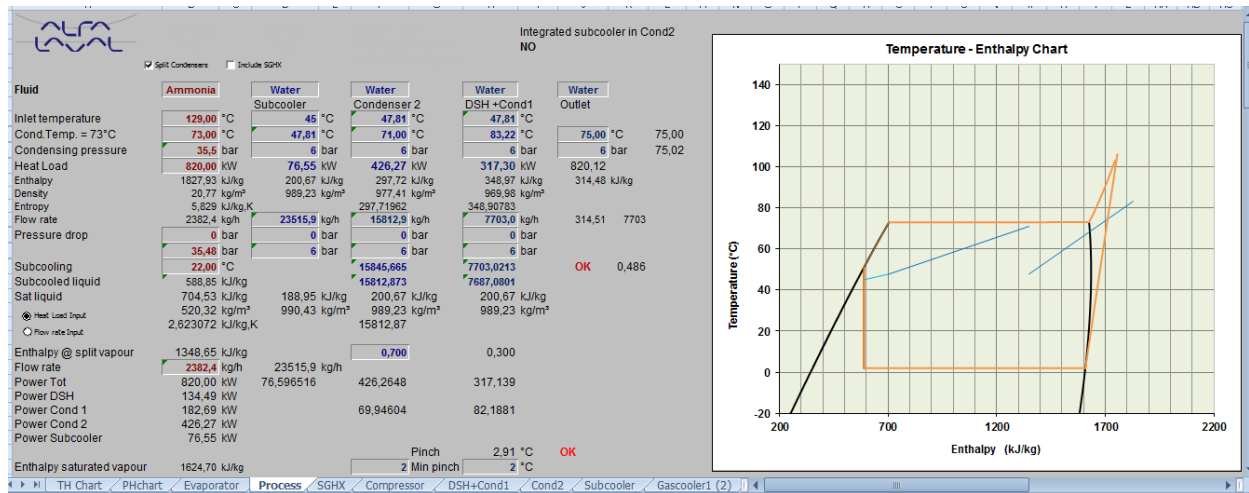 ALFA
LAVAL
Integrated subcooler in Cond2
NO
Split Condensers Include SGHX
Fluid Ammonia Water Water Water Water
Subcooler Condenser 2 DSH +Cond1 Outlet
Inlet temperature 129,00 °C 45 °C 47,81 °C 47,81 °C
Cond.Temp. = 73°C 73,00 °C 47,81 °C 71,00 °C 83,22 °C 75,00 °C 75,00
Condensing pressure 35,5 bar 6 bar 6 bar 6 bar 6 bar 75,02
Heat Load 820,00 kW 76,55 kW 426,27 kW 317,30 kW 820,12
Enthalpy 1827,93 kJ/kg 200,67 kJ/kg 297,72 kJ/kg 348,97 kJ/kg 314,48 kJ/kg
Density 20,77 kg/m³ 989,23 kg/m³ 977,41 kg/m³ 969,98 kg/m³
Entropy 5,829 kJ/kg,K 297,71962 348,90783
Flow rate 2382,4 kg/h 23515,9 kg/h 15812,9 kg/h 7703,0 kg/h 314,51 7703
Pressure drop 0 bar 0 bar 0 bar 0 bar
35,48 bar 6 bar 6 bar 6 bar
Subcooling 22,00 °C 15845,665 7703,0213 OK 0,486
Subcooled liquid 588,85 kJ/kg 15812,873 7687,0801
Sat liquid 704,53 kJ/kg 188,95 kJ/kg 200,67 kJ/kg 200,67 kJ/kg
520,32 kg/m³ 990,43 kg/m³ 989,23 kg/m³ 989,23 kg/m³
Heat Load Input
2,623072 kJ/kg,K 15812,87
Flow rate Input
Enthalpy @ split vapour 1348,65 kJ/kg 0,700 0,300
Flow rate 2382,4 kg/h 23515,9 kg/h
Power Tot 820,00 kW 76,596516 426,2648 317,139
Power DSH 134,49 kW
Power Cond 1 182,69 kW 69,94604 82,1881
Power Cond 2 426,27 kW
Power Subcooler 76,55 kW
Pinch 2,91 °C OK
Enthalpy saturated vapour 1624,70 kJ/kg 2 Min pinch 2 °C
Temperature - Enthalpy Chart
Temperature (°C)
140
120
100
80
60
40
20
0
-20
200 700 1200 1700 2200
Enthalpy (kJ/kg)
TH Chart PHchart Evaporator Process SGHX Compressor DSH+Cond1 Cond2 Subcooler Gascooler1 (2)